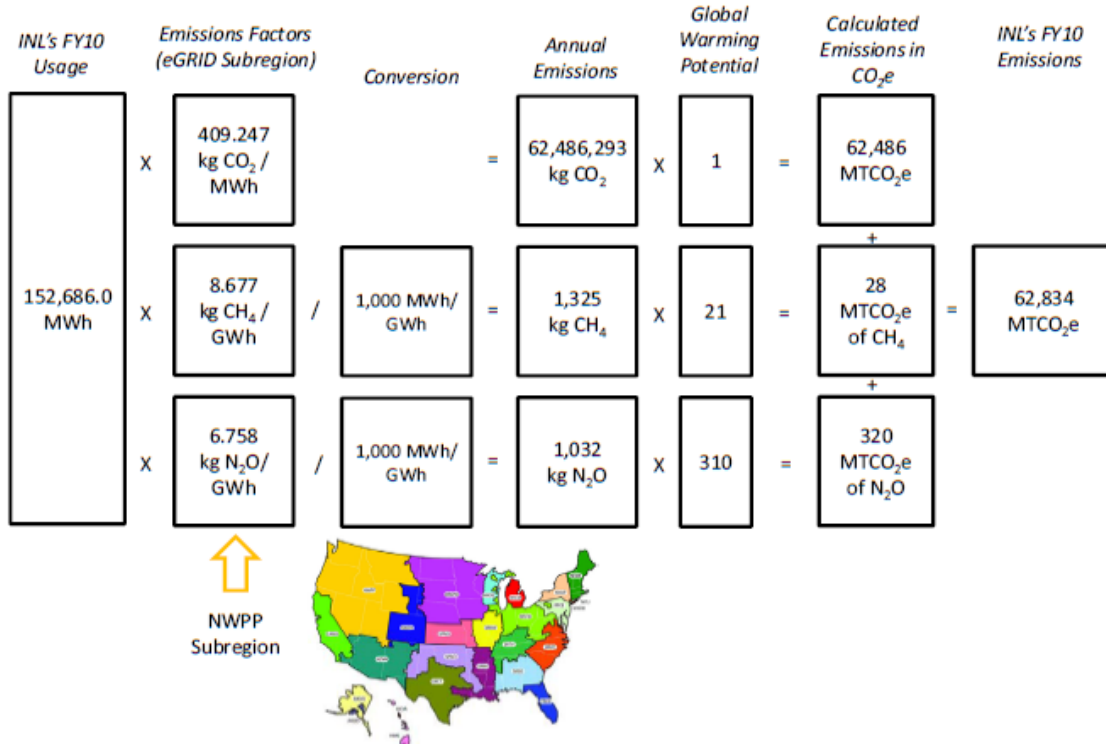 INL's FY10
Usage
Emissions Factors
(eGRID Subregion)
Conversion
Annual
Emissions
Global
Warming
Potential
Calculated
Emissions in
CO₂e
INL's FY10
Emissions
152,686.0
MWh
X
409.247
kg CO₂ /
MWh
=
62,486,293
kg CO₂
X
1
=
62,486
MTCO₂e
+
X
8.677
kg CH₄ /
GWh
/
1,000 MWh/
GWh
=
1,325
kg CH₄
X
21
=
28
MTCO₂e
of CH₄
=
62,834
MTCO₂e
+
X
6.758
kg N₂O/
GWh
/
1,000 MWh/
GWh
=
1,032
kg N₂O
X
310
=
320
MTCO₂e
of N₂O
NWPP
Subregion